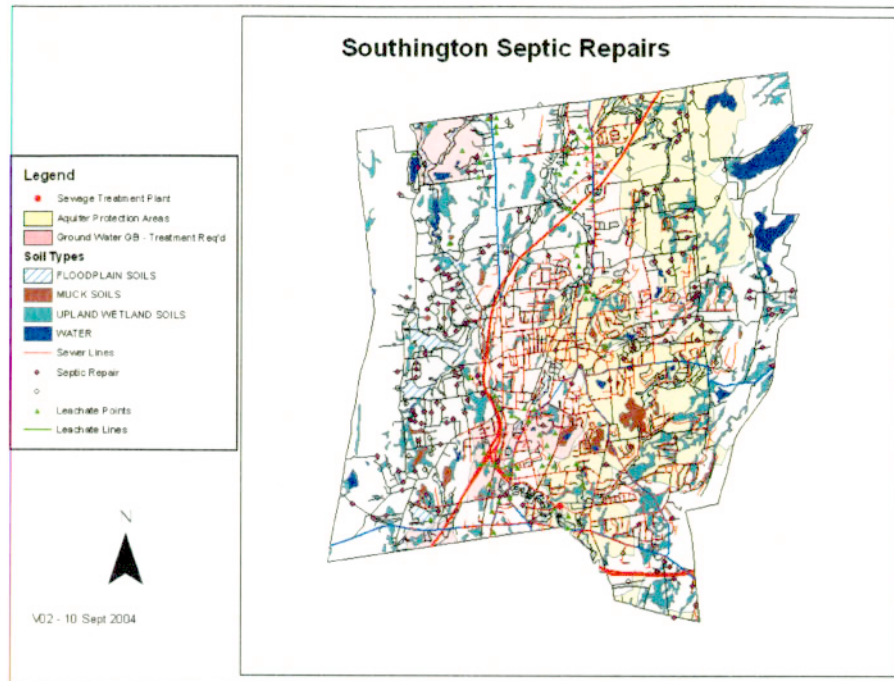 Southington Septic Repairs
Legend
Sewage Treatment Plant
Aquifer Protection Areas
Ground Water GB - Treatment Req'd
Soil Types
FLOODPLAIN SOILS
MUCK SOILS
UPLAND WETLAND SOILS
WATER
Sewer Lines
Septic Repair
Leachate Points
Leachate Lines
N
V02 - 10 Sept 2004